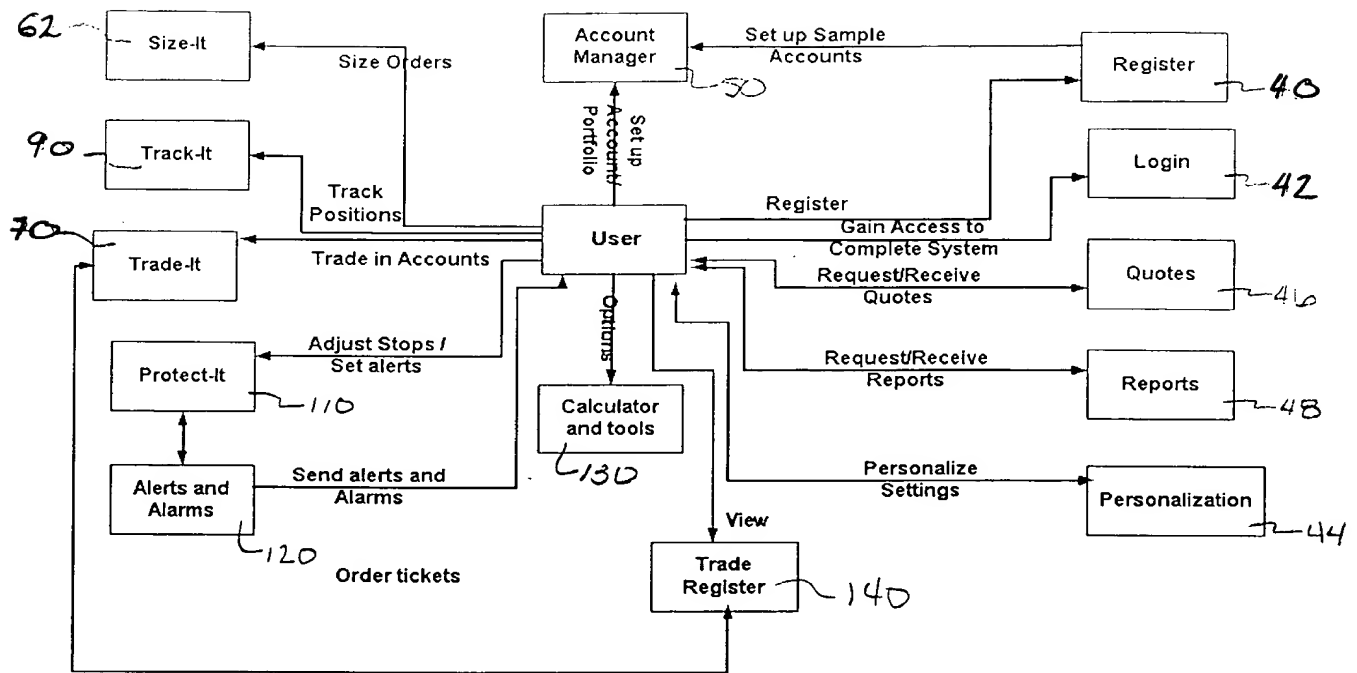 62
Size-It
Size Orders
Account
Manager
50
Set up Sample
Accounts
Register
40
90
Track-It
Track
Positions
Set up
Account/
Portfolio
Login
42
70
Trade-It
Trade in Accounts
User
Register
Gain Access to
Complete System
Request/Receive
Quotes
Quotes
46
Adjust Stops /
Set alerts
Protect-It
110
Options
Calculator
and tools
130
Request/Receive
Reports
Reports
48
Alerts and
Alarms
120
Send alerts and
Alarms
Personalize
Settings
Personalization
44
View
Order tickets
Trade
Register
140